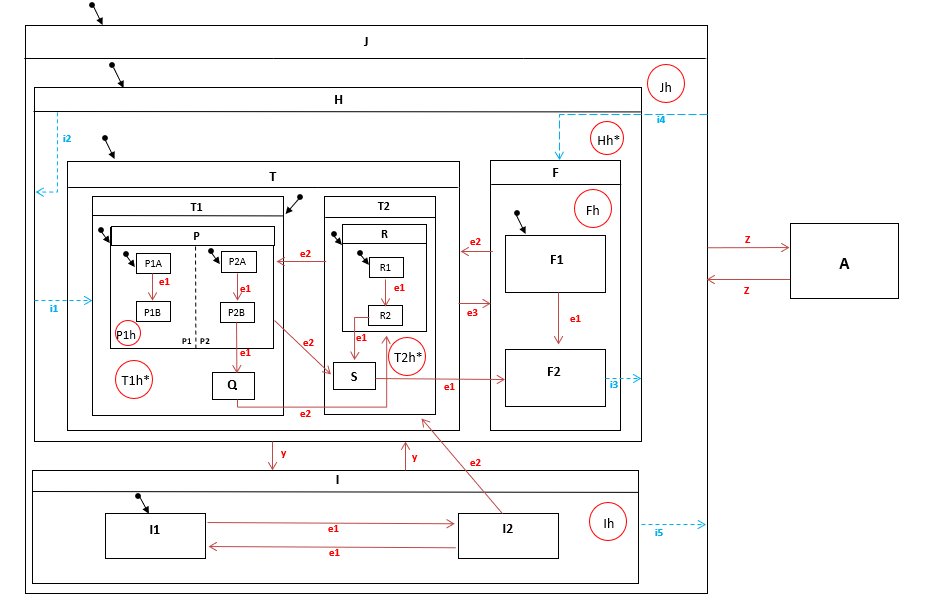 J
Jh
H
i4
i2
Hh*
T
F
T1
T2
Fh
P
R
e2
Z
P1A
P2A
e2
R1
F1
A
e1
e1
e1
Z
i1
P1B
P2B
R2
e3
e1
P1h
P1
P2
e1
e2
e1
T2h*
T1h*
Q
S
F2
e1
i3
e2
y
y
e2
I
I1
e1
I2
Ih
i5
e1